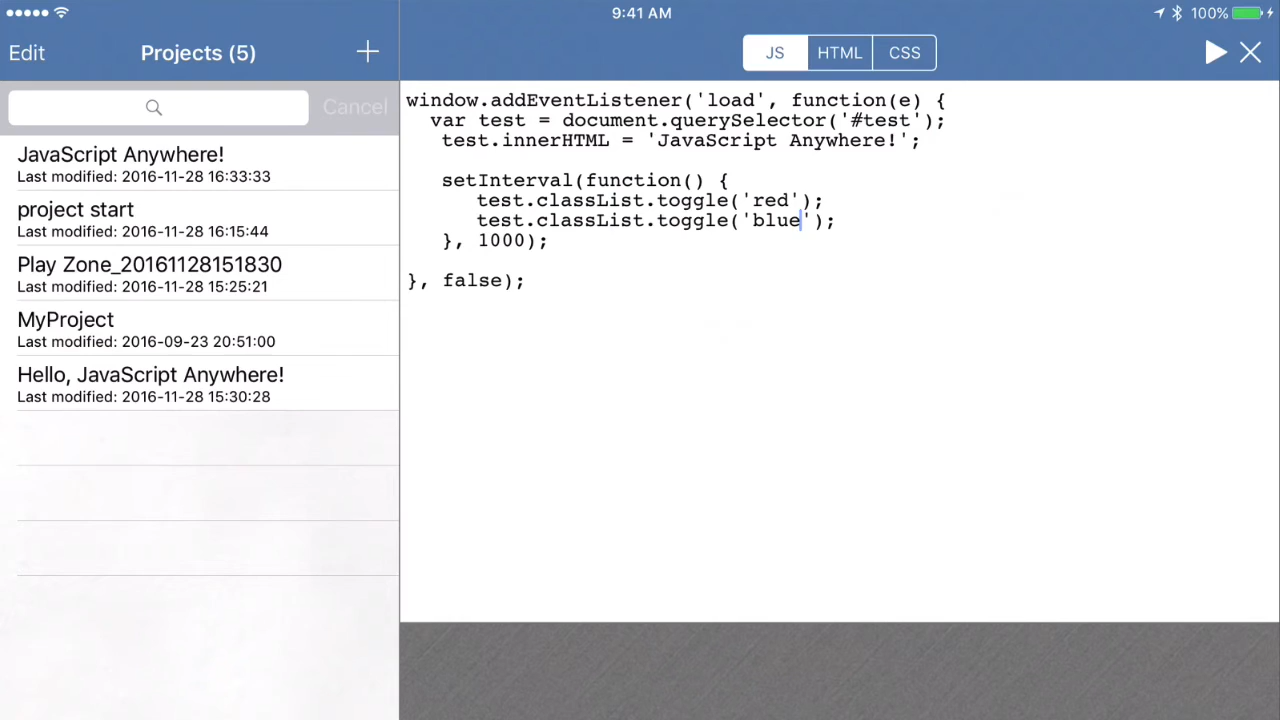 9:41 AM
100%
Edit
Projects (5)
+
JS
HTML
CSS
Cancel
JavaScript Anywhere!
Last modified: 2016-11-28 16:33:33
project start
Last modified: 2016-11-28 16:15:44
Play Zone_20161128151830
Last modified: 2016-11-28 15:25:21
MyProject
Last modified: 2016-09-23 20:51:00
Hello, JavaScript Anywhere!
Last modified: 2016-11-28 15:30:28
window.addEventListener('load', function(e) {
  var test = document.querySelector('#test');
   test.innerHTML = 'JavaScript Anywhere!';
   setInterval(function() {
      test.classList.toggle('red');
      test.classList.toggle('blue');
   }, 1000);
}, false);